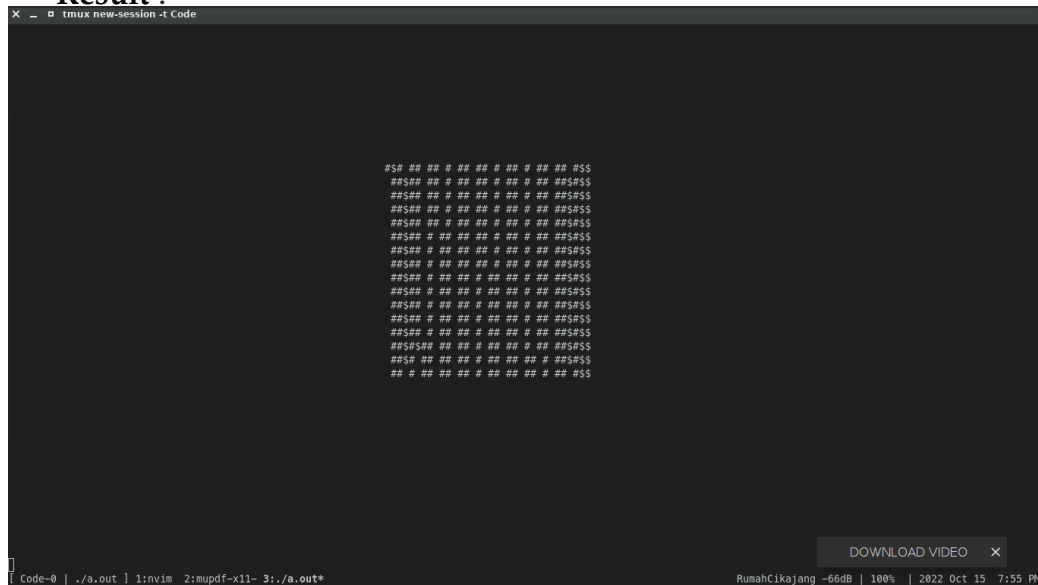 Result :
tmux new-session -t Code
#$# ## ## # ## ## # ## # ## ## #$$
##$## ## # ## ## # ## # ## ##$#$$
##$## ## # ## ## # ## # ## ##$#$$
##$## ## # ## ## # ## # ## ##$#$$
##$## ## # ## ## # ## # ## ##$#$$
##$## # ## ## ## # ## # ## ##$#$$
##$## # ## ## ## # ## # ## ##$#$$
##$## # ## ## ## # ## # ## ##$#$$
##$## # ## ## # ## ## # ## ##$#$$
##$## # ## ## # ## ## # ## ##$#$$
##$## # ## ## # ## ## # ## ##$#$$
##$## # ## ## # ## ## # ## ##$#$$
##$## # ## ## # ## ## # ## ##$#$$
##$#$## ## ## # ## ## # ## ##$#$$
##$# ## ## ## # ## ## ## # ##$#$$
## # ## ## ## # ## ## ## # ## #$$
DOWNLOAD VIDEO
[ Code-0 | ./a.out ] 1:nvim 2:mupdf-x11- 3:./a.out* RumahCikajang -66dB | 100% | 2022 Oct 15 7:55 PM